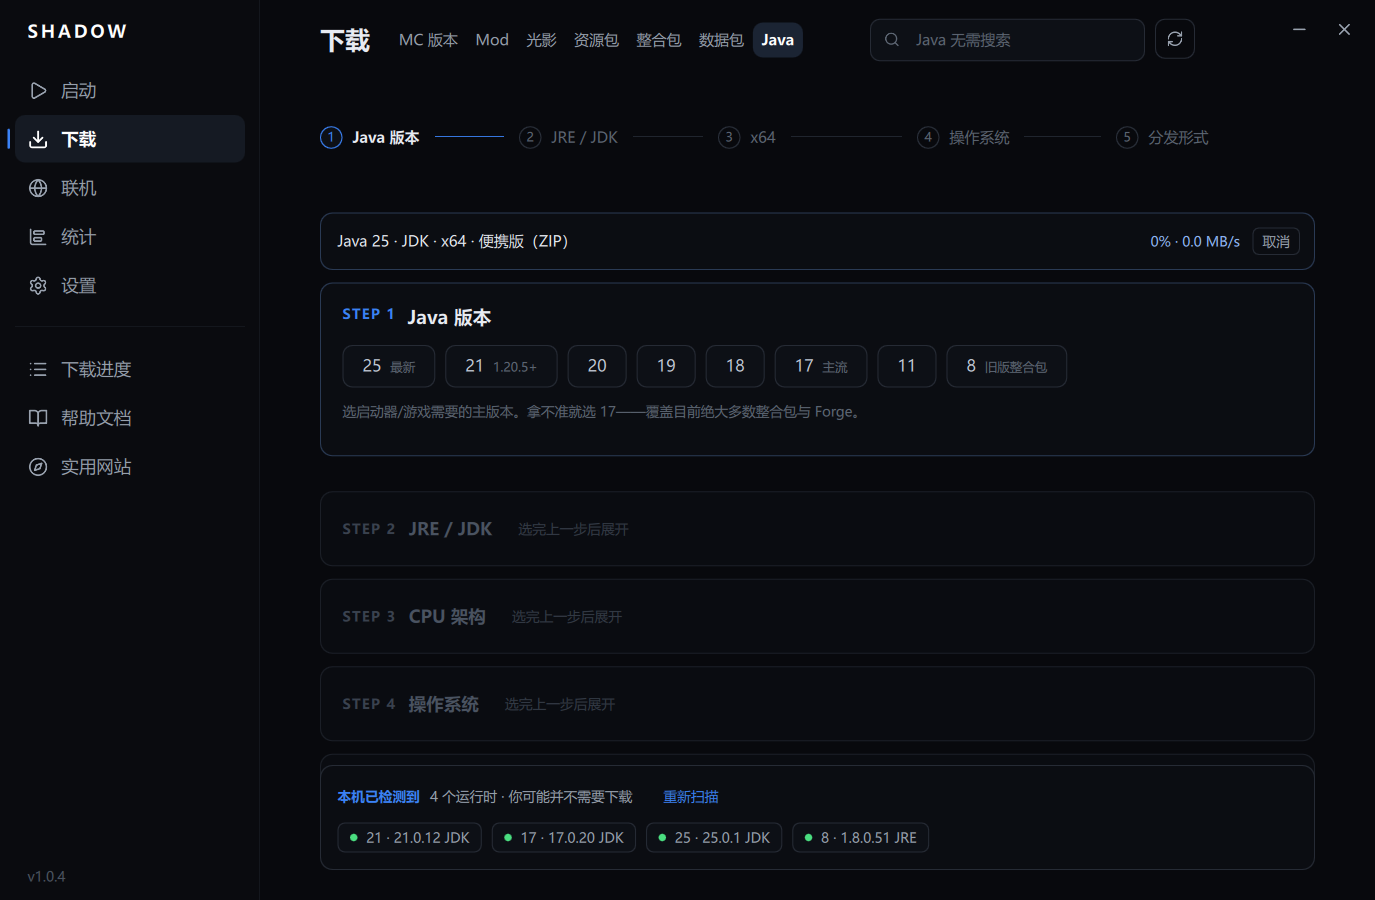 SHADOW
启动
下载
联机
统计
设置
下载进度
帮助文档
实用网站
v1.0.4
下载 MC 版本 Mod 光影 资源包 整合包 数据包 Java Java 无需搜索
1 Java 版本 2 JRE / JDK 3 x64 4 操作系统 5 分发形式
Java 25 · JDK · x64 · 便携版（ZIP） 0% · 0.0 MB/s 取消
STEP 1 Java 版本
25 最新 21 1.20.5+ 20 19 18 17 主流 11 8 旧版整合包
选启动器/游戏需要的主版本。拿不准就选 17——覆盖目前绝大多数整合包与 Forge。
STEP 2 JRE / JDK 选完上一步后展开
STEP 3 CPU 架构 选完上一步后展开
STEP 4 操作系统 选完上一步后展开
本机已检测到 4 个运行时 · 你可能并不需要下载 重新扫描
21 · 21.0.12 JDK 17 · 17.0.20 JDK 25 · 25.0.1 JDK 8 · 1.8.0.51 JRE